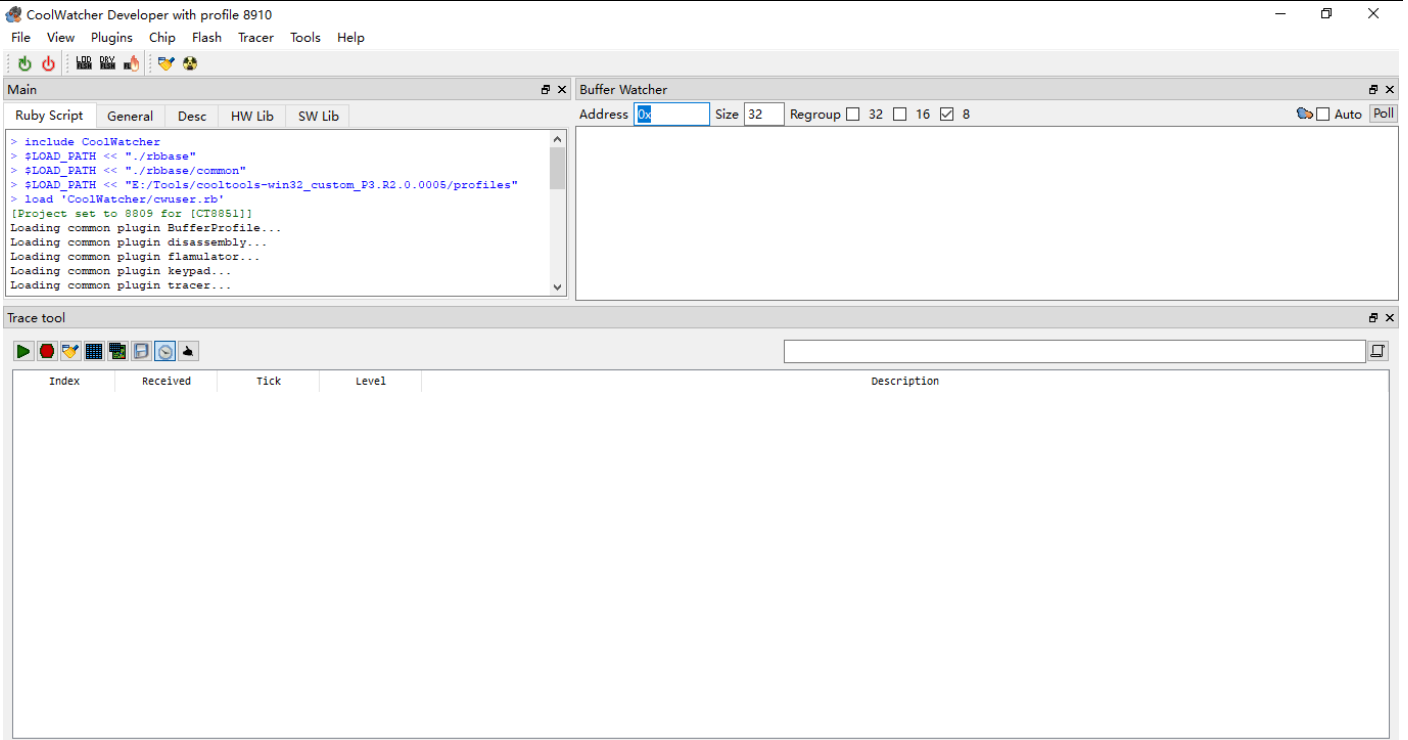 CoolWatcher Developer with profile 8910
File View Plugins Chip Flash Tracer Tools Help
Main
Ruby Script General Desc HW Lib SW Lib
> include CoolWatcher
> $LOAD_PATH << "./rbbase"
> $LOAD_PATH << "./rbbase/common"
> $LOAD_PATH << "E:/Tools/cooltools-win32_custom_P3.R2.0.0005/profiles"
> load 'CoolWatcher/cwuser.rb'
[Project set to 8809 for [CT8851]]
Loading common plugin BufferProfile...
Loading common plugin disassembly...
Loading common plugin flamulator...
Loading common plugin keypad...
Loading common plugin tracer...
Buffer Watcher
Address 0x Size 32 Regroup 32 16 8 Auto Poll
Trace tool
Index Received Tick Level Description